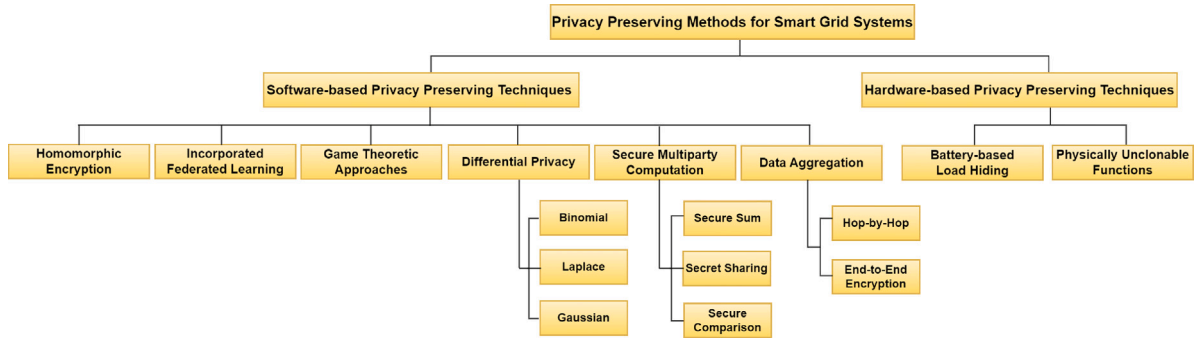 Privacy Preserving Methods for Smart Grid Systems
Software-based Privacy Preserving Techniques
Hardware-based Privacy Preserving Techniques
Homomorphic
Encryption
Incorporated
Federated Learning
Game Theoretic
Approaches
Differential Privacy
Secure Multiparty
Computation
Data Aggregation
Battery-based
Load Hiding
Physically Unclonable
Functions
Binomial
Laplace
Gaussian
Secure Sum
Secret Sharing
Secure
Comparison
Hop-by-Hop
End-to-End
Encryption